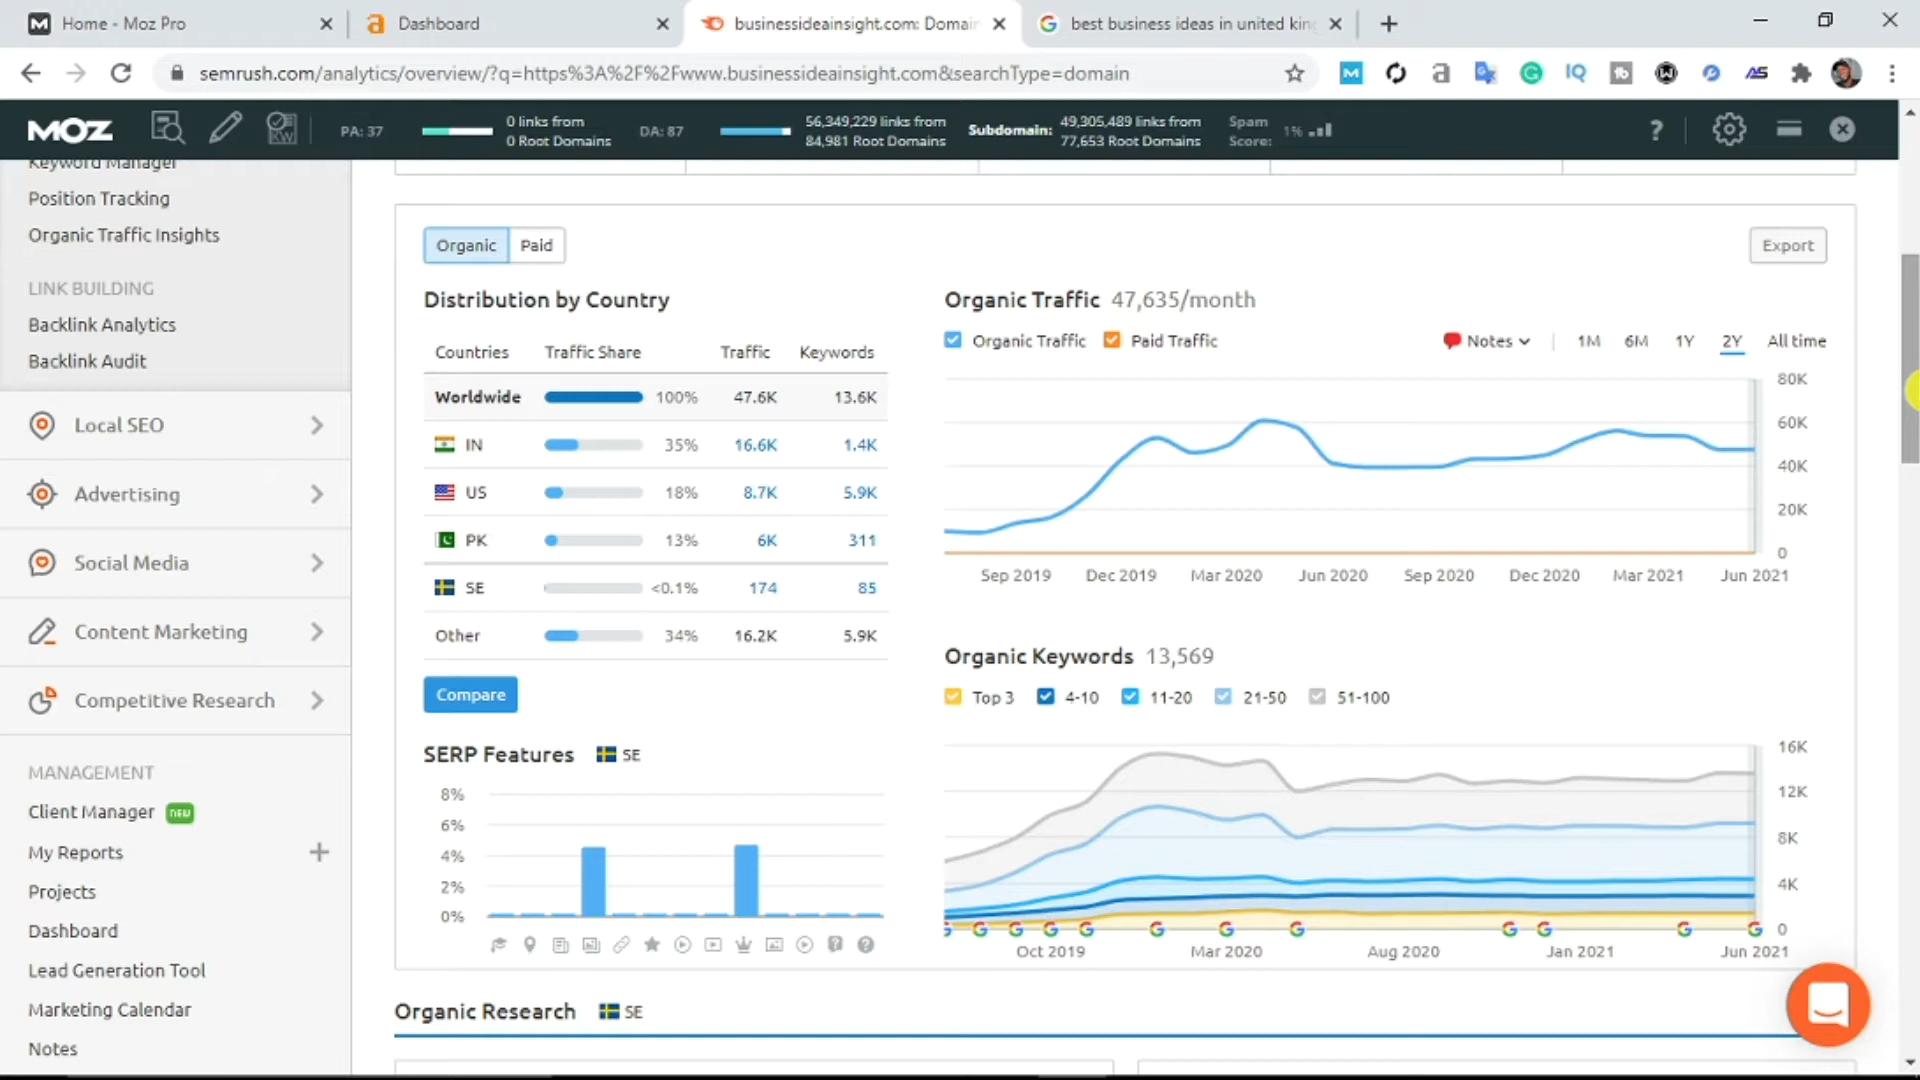 Home - Moz Pro
Dashboard
businessideainsight.com: Domain
best business ideas in united king
semrush.com/analytics/overview/?q=https%3A%2F%2Fwww.businessideainsight.com&searchType=domain
MOZ
PA: 37
0 links from
0 Root Domains
DA: 87
56,349,229 links from
84,981 Root Domains
Subdomain:
49,305,489 links from
77,653 Root Domains
Spam
Score:
1%
Keyword Manager
Position Tracking
Organic Traffic Insights
LINK BUILDING
Backlink Analytics
Backlink Audit
Local SEO
Advertising
Social Media
Content Marketing
Competitive Research
MANAGEMENT
Client Manager new
My Reports
Projects
Dashboard
Lead Generation Tool
Marketing Calendar
Notes
Organic Paid
Export
Distribution by Country
Countries Traffic Share Traffic Keywords
Worldwide 100% 47.6K 13.6K
IN 35% 16.6K 1.4K
US 18% 8.7K 5.9K
PK 13% 6K 311
SE <0.1% 174 85
Other 34% 16.2K 5.9K
Compare
SERP Features SE
8%
6%
4%
2%
0%
Organic Traffic 47,635/month
Organic Traffic Paid Traffic
Notes 1M 6M 1Y 2Y All time
80K
60K
40K
20K
0
Sep 2019 Dec 2019 Mar 2020 Jun 2020 Sep 2020 Dec 2020 Mar 2021 Jun 2021
Organic Keywords 13,569
Top 3 4-10 11-20 21-50 51-100
16K
12K
8K
4K
0
Oct 2019 Mar 2020 Aug 2020 Jan 2021 Jun 2021
Organic Research SE